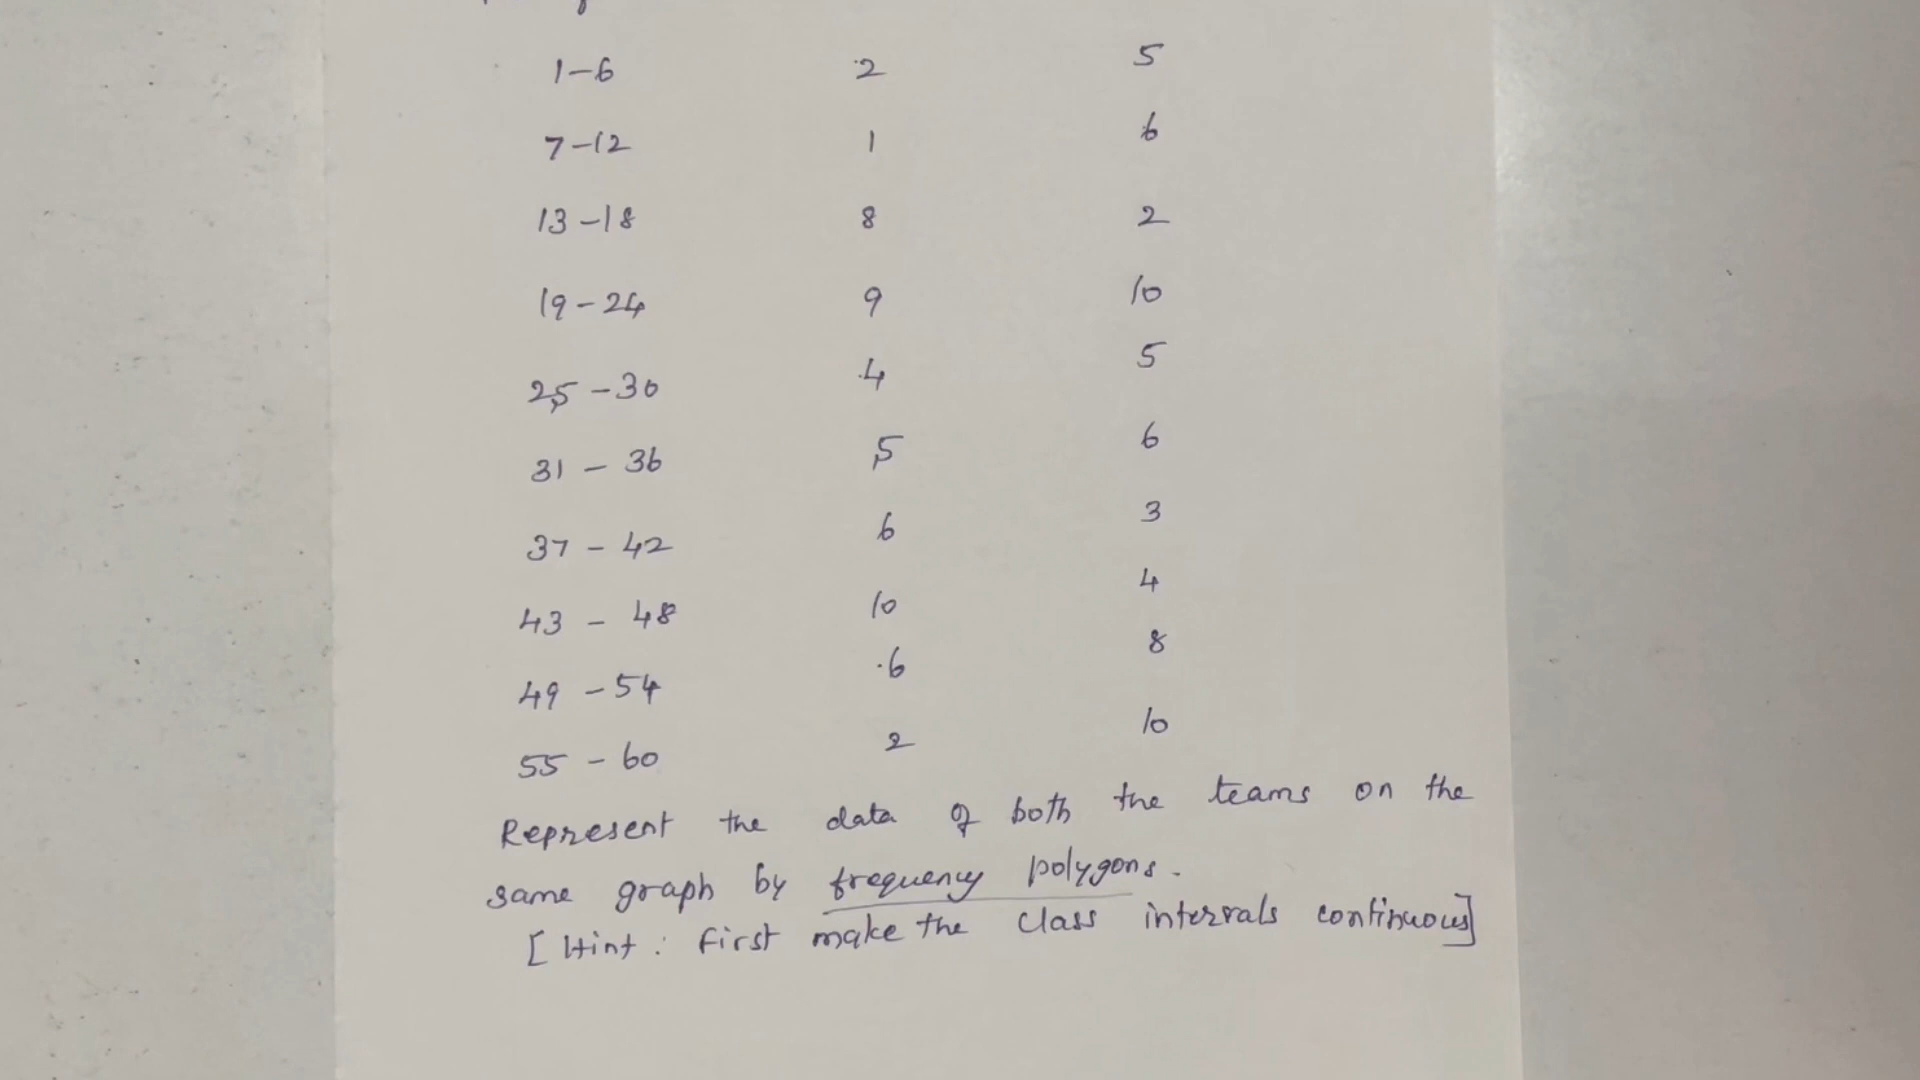 1-6 2 5
7-12 1 6
13-18 8 2
19-24 9 10
25-30 4 5
31-36 5 6
37-42 6 3
43-48 10 4
49-54 6 8
55-60 2 10
Represent the data of both the teams on the
same graph by frequency polygons.
[Hint: First make the class intervals continuous]